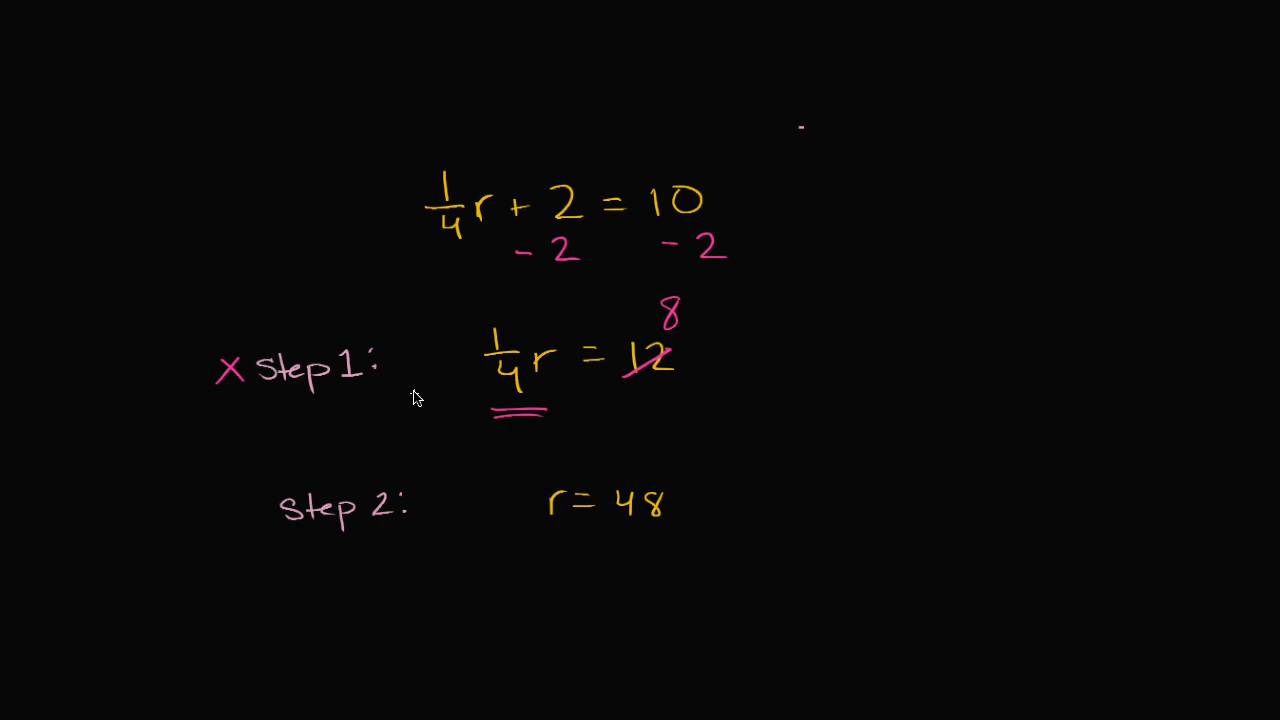 1/4 r + 2 = 10
- 2 - 2
8
x step 1: 1/4 r = 12
step 2: r = 48